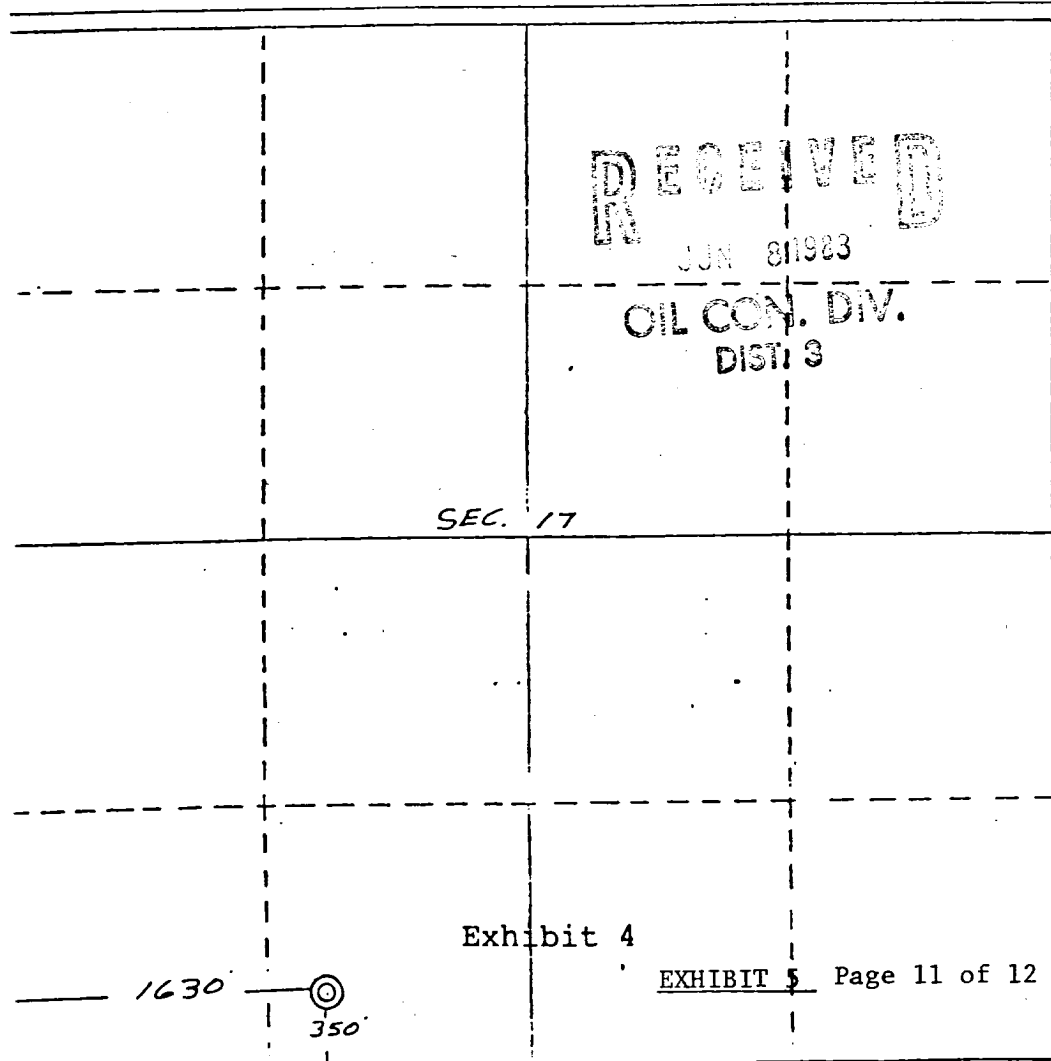 RECEIVED
JUN 8 1983
OIL CON. DIV.
DIST. 3
SEC. 17
Exhibit 4
EXHIBIT 5 Page 11 of 12
1630'
350'